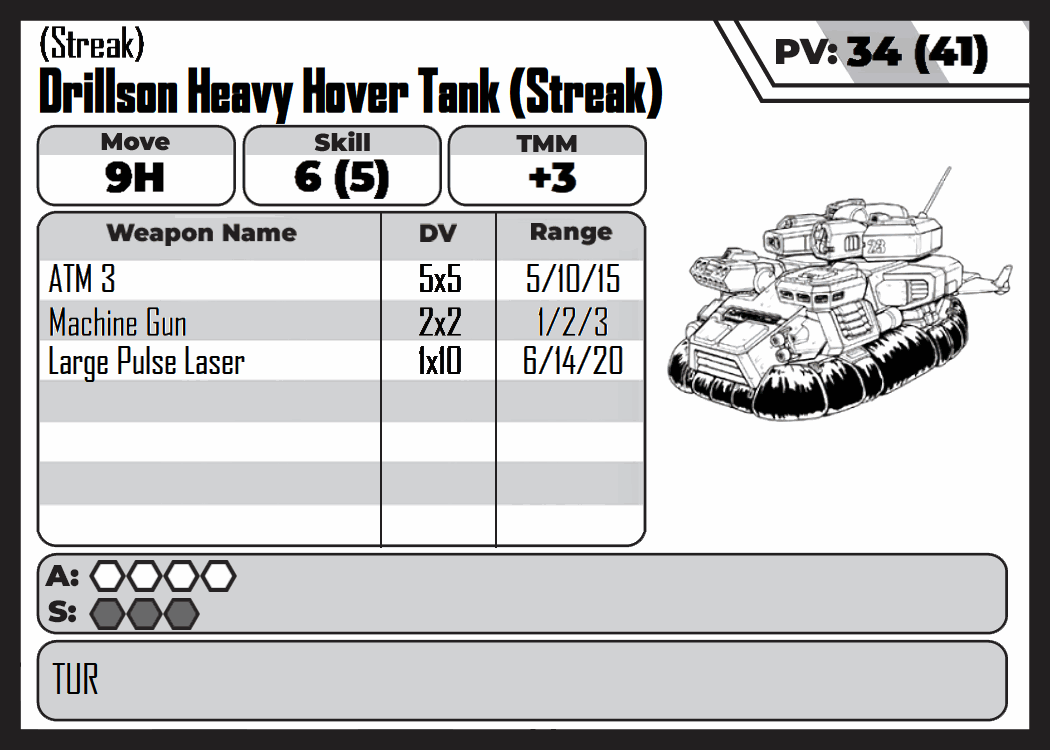 (Streak)
Drillson Heavy Hover Tank (Streak)
PV: 34 (41)
Move
9H
Skill
6 (5)
TMM
+3
Weapon Name DV Range
ATM 3 5x5 5/10/15
Machine Gun 2x2 1/2/3
Large Pulse Laser 1x10 6/14/20
23
A:
S:
TUR